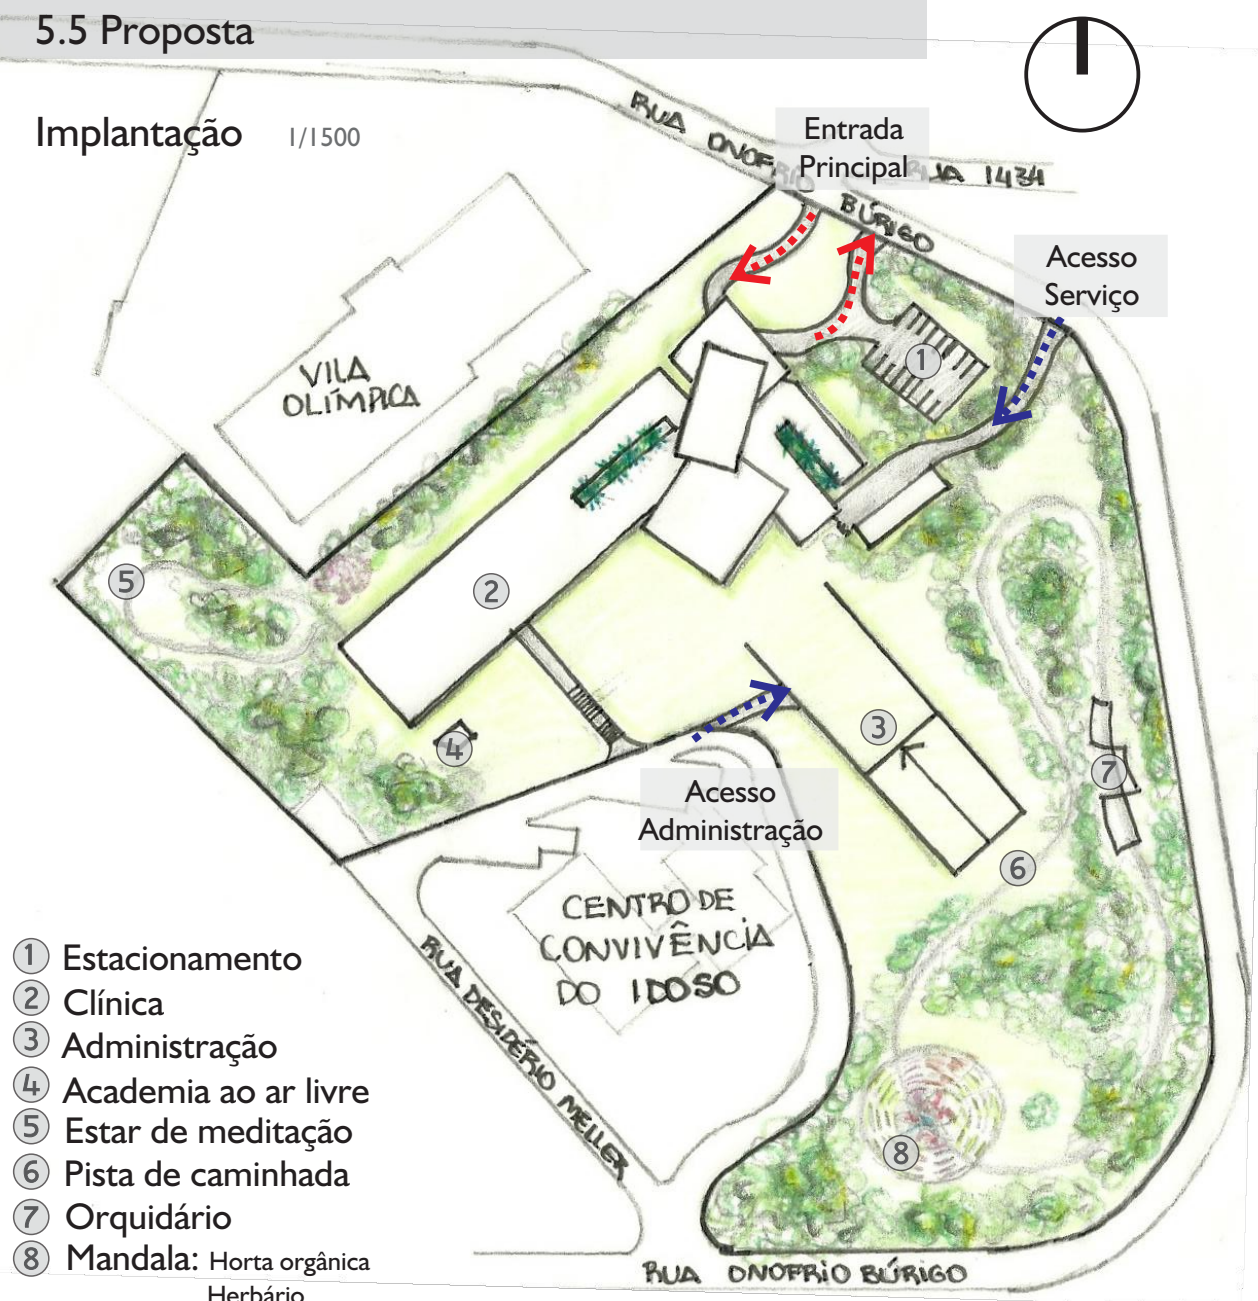 5.5 Proposta
Implantação 1/1500
RUA ONOFRIO
BÚRIGO
Entrada
Principal
RUA 1434
Acesso
Serviço
VILA
OLÍMPICA
1
2
3
4
5
6
7
8
Acesso
Administração
CENTRO DE
CONVIVÊNCIA
DO IDOSO
RUA DESIDÉRIO MELLER
RUA ONOFRIO BÚRIGO
1 Estacionamento
2 Clínica
3 Administração
4 Academia ao ar livre
5 Estar de meditação
6 Pista de caminhada
7 Orquidário
8 Mandala: Horta orgânica
Herbário